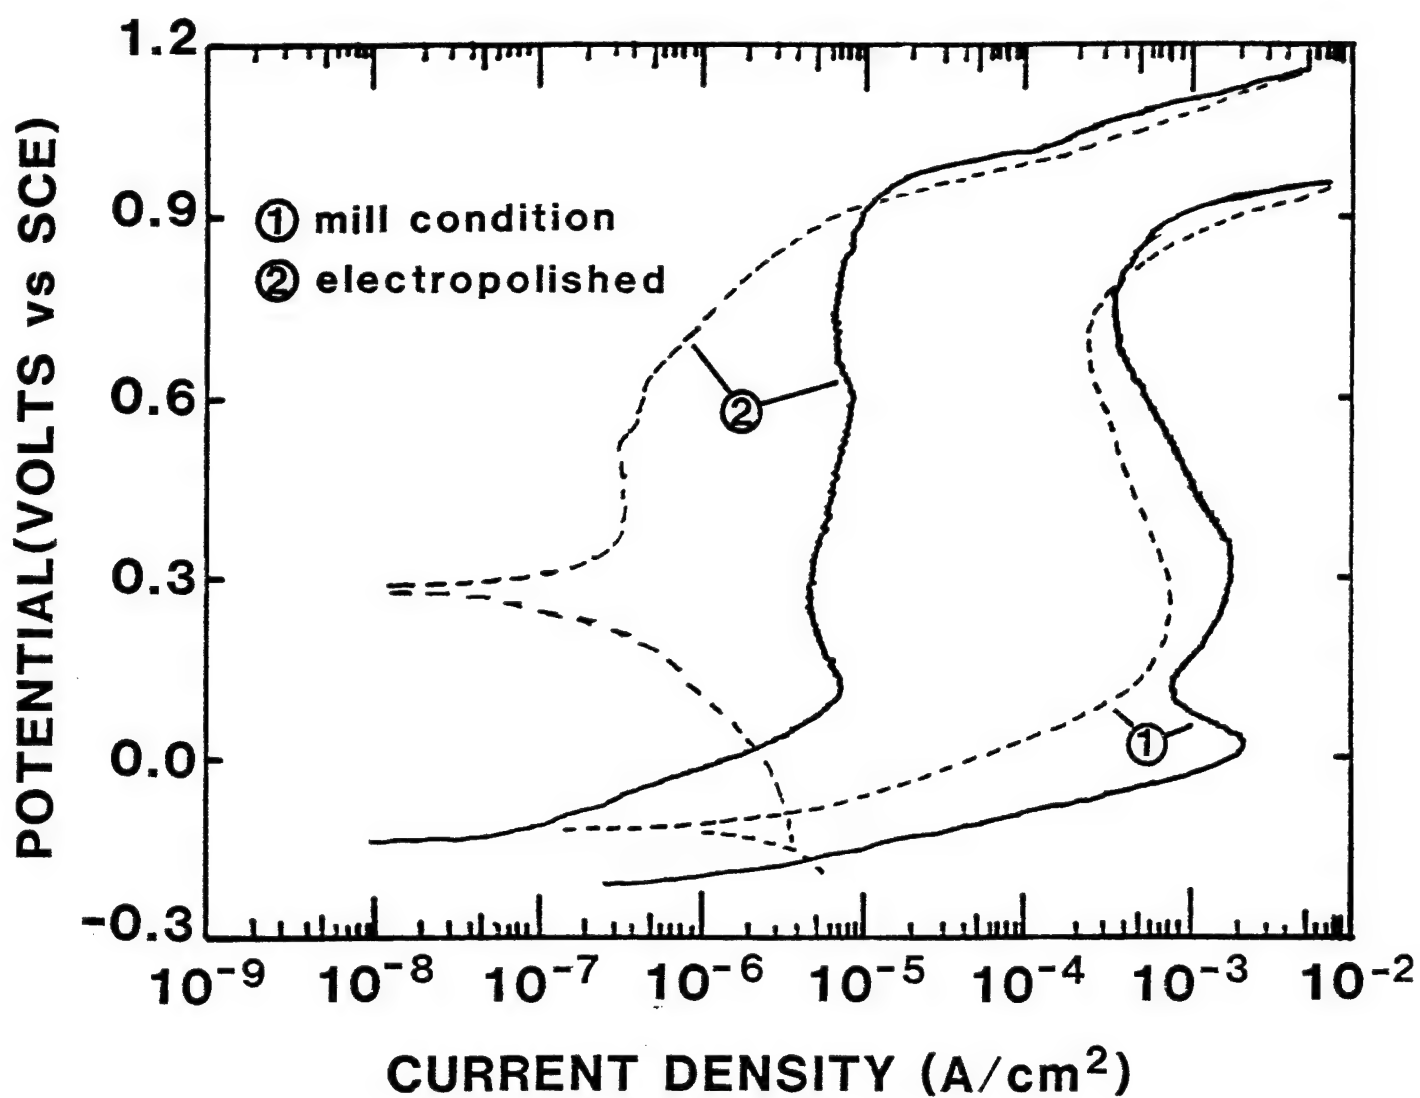 1.2
0.9
0.6
0.3
0.0
-0.3
POTENTIAL(VOLTS vs SCE)
① mill condition
② electropolished
②
①
10⁻⁹ 10⁻⁸ 10⁻⁷ 10⁻⁶ 10⁻⁵ 10⁻⁴ 10⁻³ 10⁻²
CURRENT DENSITY (A/cm²)